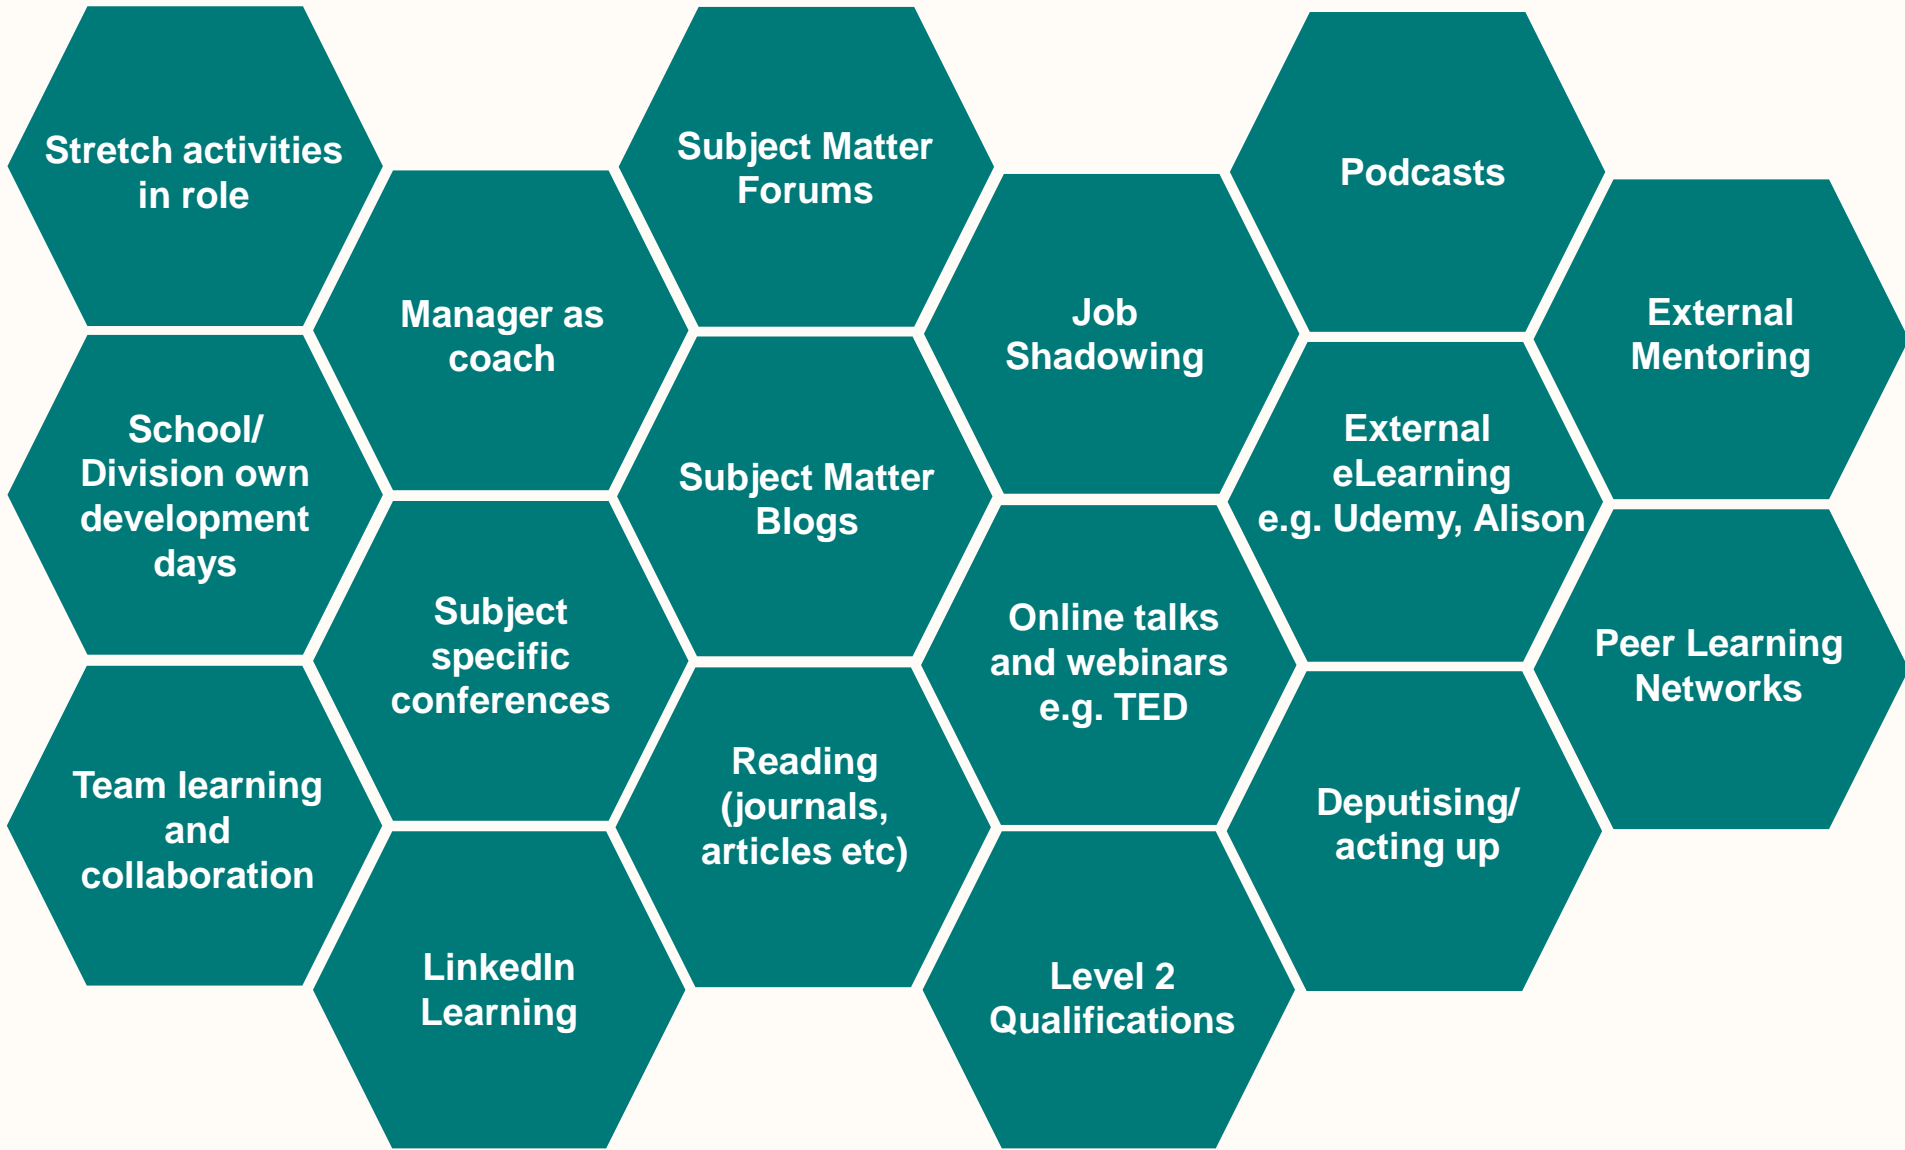 Stretch activities
in role
School/
Division own
development
days
Team learning
and
collaboration
Manager as
coach
Subject
specific
conferences
LinkedIn
Learning
Subject Matter
Forums
Subject Matter
Blogs
Reading
(journals,
articles etc)
Job
Shadowing
Online talks
and webinars
e.g. TED
Level 2
Qualifications
Podcasts
External
eLearning
e.g. Udemy, Alison
Deputising/
acting up
External
Mentoring
Peer Learning
Networks